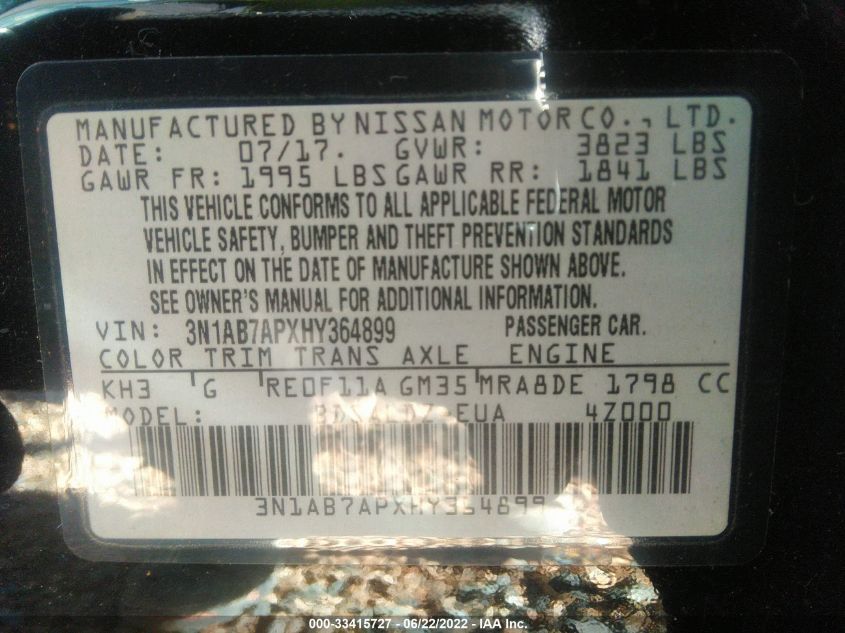 MANUFACTURED BY NISSAN MOTOR CO., LTD.
DATE: 07/17. GVWR: 3823 LBS
GAWR FR: 1995 LBS GAWR RR: 1841 LBS
THIS VEHICLE CONFORMS TO ALL APPLICABLE FEDERAL MOTOR
VEHICLE SAFETY, BUMPER AND THEFT PREVENTION STANDARDS
IN EFFECT ON THE DATE OF MANUFACTURE SHOWN ABOVE.
SEE OWNER'S MANUAL FOR ADDITIONAL INFORMATION.
VIN: 3N1AB7APXHY364899 PASSENGER CAR.
COLOR TRIM TRANS AXLE ENGINE
KH3 G RE0F11A GM35 MRA8DE 1798 CC
MODEL: EUA 4Z000
3N1AB7APXHY364899
000-33415727 - 06/22/2022 - IAA Inc.